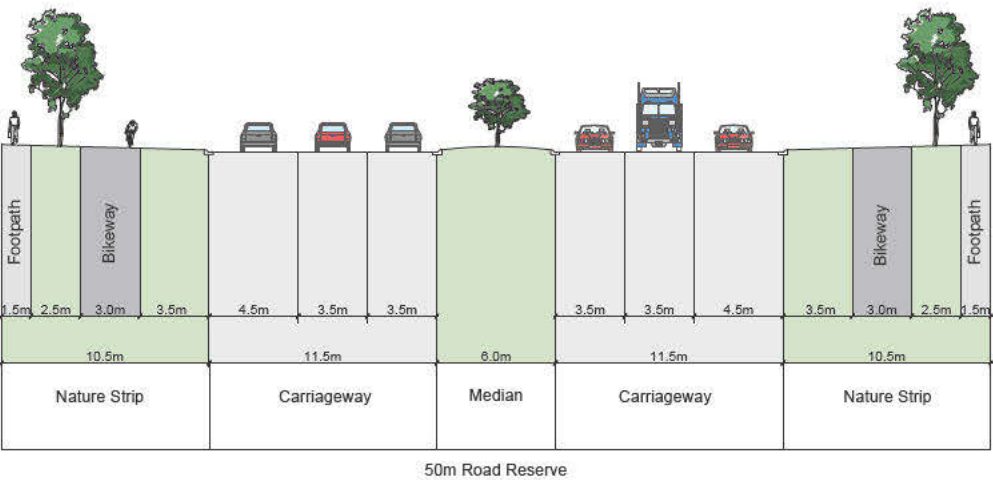 Footpath
Bikeway
Bikeway
Footpath
1.5m 2.5m 3.0m 3.5m 4.5m 3.5m 3.5m 3.5m 3.5m 4.5m 3.5m 3.0m 2.5m 1.5m
10.5m 11.5m 6.0m 11.5m 10.5m
Nature Strip Carriageway Median Carriageway Nature Strip
50m Road Reserve